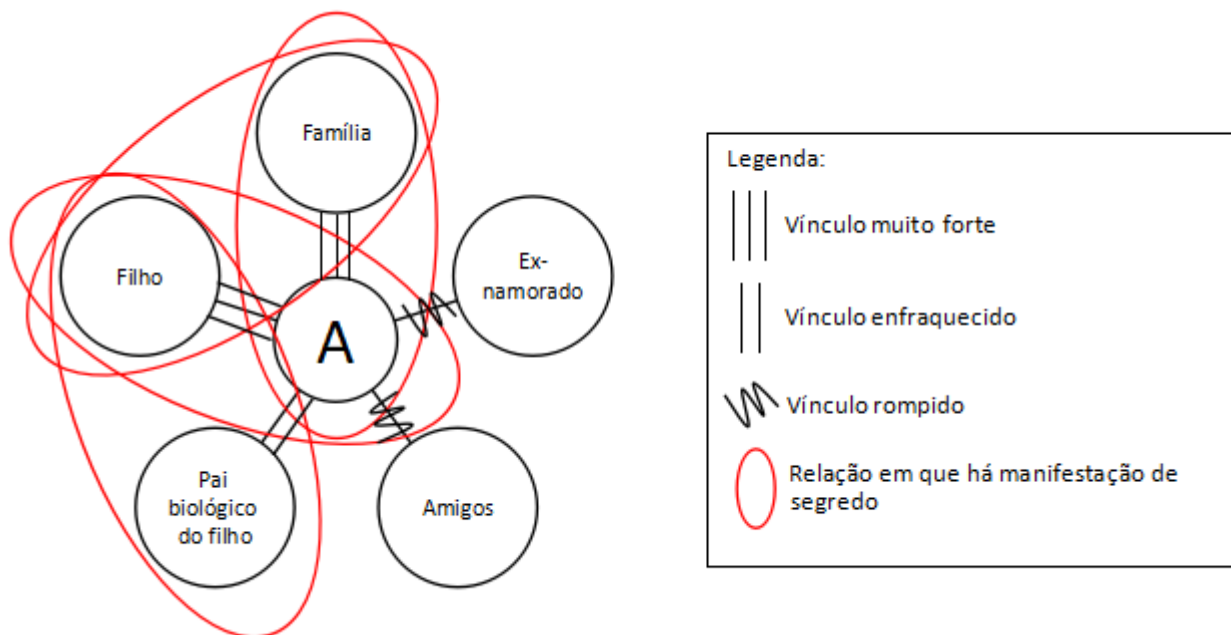 Família
Filho
Ex-
namorado
A
Pai
biológico
do filho
Amigos
Legenda:
Vínculo muito forte
Vínculo enfraquecido
Vínculo rompido
Relação em que há manifestação de
segredo